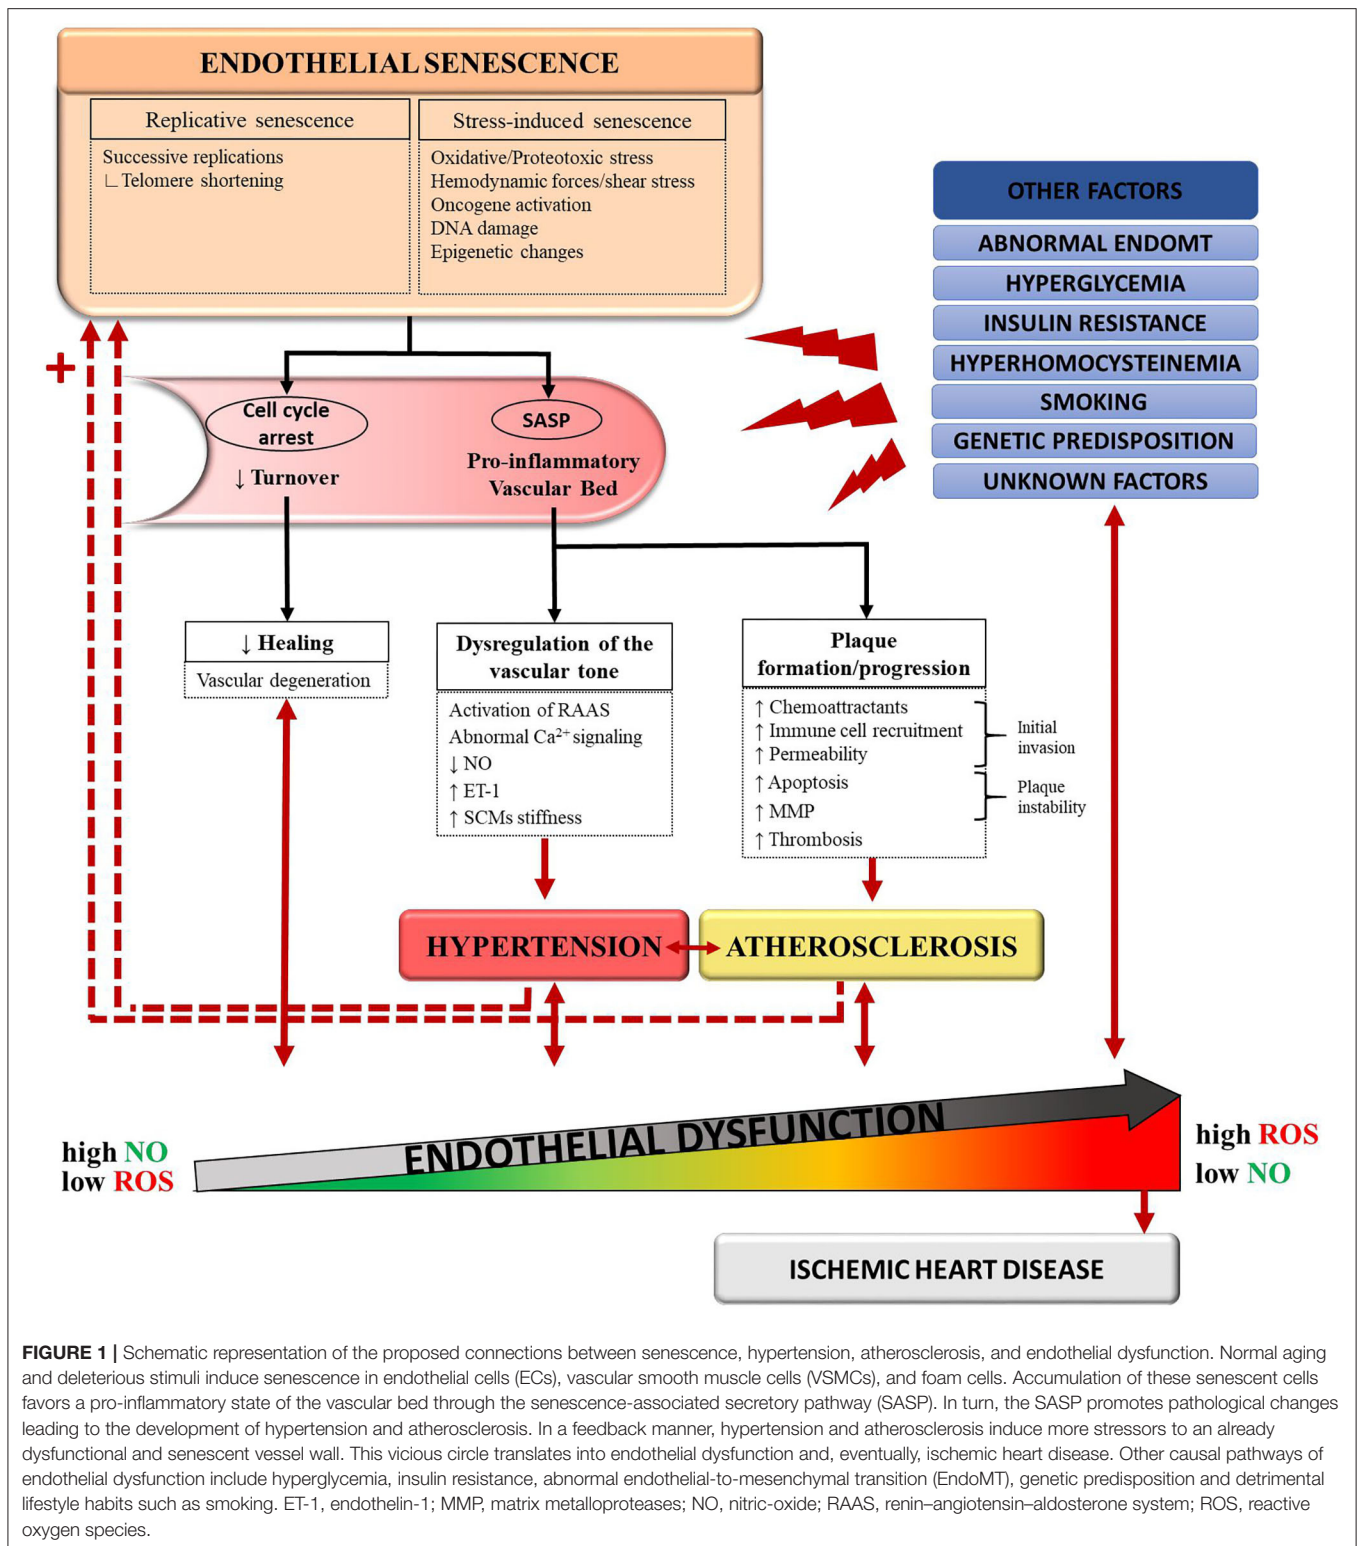 ENDOTHELIAL SENESCENCE
Replicative senescence
Successive replications
∟Telomere shortening
Stress-induced senescence
Oxidative/Proteotoxic stress
Hemodynamic forces/shear stress
Oncogene activation
DNA damage
Epigenetic changes
OTHER FACTORS
ABNORMAL ENDOMT
HYPERGLYCEMIA
INSULIN RESISTANCE
HYPERHOMOCYSTEINEMIA
SMOKING
GENETIC PREDISPOSITION
UNKNOWN FACTORS
+
Cell cycle
arrest
↓ Turnover
SASP
Pro-inflammatory
Vascular Bed
↓ Healing
Vascular degeneration
Dysregulation of the
vascular tone
Activation of RAAS
Abnormal Ca²⁺ signaling
↓ NO
↑ ET-1
↑ SCMs stiffness
Plaque
formation/progression
↑ Chemoattractants
↑ Immune cell recruitment
↑ Permeability
↑ Apoptosis
↑ MMP
↑ Thrombosis
Initial
invasion
Plaque
instability
HYPERTENSION
ATHEROSCLEROSIS
high NO
low ROS
ENDOTHELIAL DYSFUNCTION
high ROS
low NO
ISCHEMIC HEART DISEASE
FIGURE 1 | Schematic representation of the proposed connections between senescence, hypertension, atherosclerosis, and endothelial dysfunction. Normal aging
and deleterious stimuli induce senescence in endothelial cells (ECs), vascular smooth muscle cells (VSMCs), and foam cells. Accumulation of these senescent cells
favors a pro-inflammatory state of the vascular bed through the senescence-associated secretory pathway (SASP). In turn, the SASP promotes pathological changes
leading to the development of hypertension and atherosclerosis. In a feedback manner, hypertension and atherosclerosis induce more stressors to an already
dysfunctional and senescent vessel wall. This vicious circle translates into endothelial dysfunction and, eventually, ischemic heart disease. Other causal pathways of
endothelial dysfunction include hyperglycemia, insulin resistance, abnormal endothelial-to-mesenchymal transition (EndoMT), genetic predisposition and detrimental
lifestyle habits such as smoking. ET-1, endothelin-1; MMP, matrix metalloproteases; NO, nitric-oxide; RAAS, renin–angiotensin–aldosterone system; ROS, reactive
oxygen species.